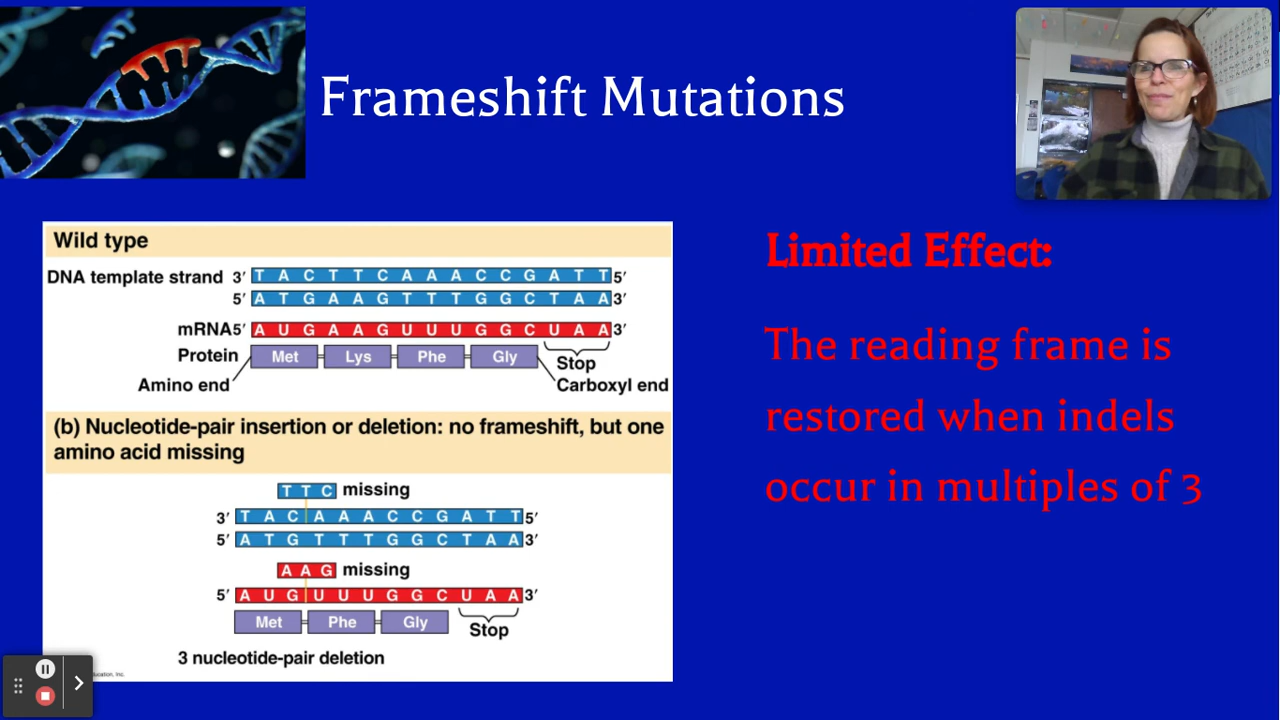 Frameshift Mutations
Wild type
DNA template strand 3′ T A C T T C A A A C C G A T T 5′
5′ A T G A A G T T T G G C T A A 3′
mRNA 5′ A U G A A G U U U G G C U A A 3′
Protein Met Lys Phe Gly Stop
Amino end Carboxyl end
(b) Nucleotide-pair insertion or deletion: no frameshift, but one
amino acid missing
T T C missing
3′ T A C A A A C C G A T T 5′
5′ A T G T T T G G C T A A 3′
A A G missing
5′ A U G U U U G G C U A A 3′
Met Phe Gly Stop
3 nucleotide-pair deletion
Inc.
Limited Effect:
The reading frame is
restored when indels
occur in multiples of 3